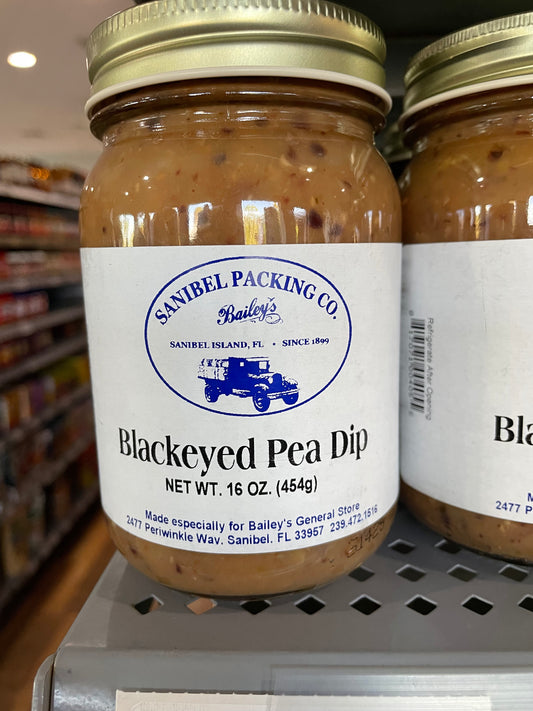 SANIBEL PACKING CO.
Bailey's
SANIBEL ISLAND, FL • SINCE 1899
Blackeyed Pea Dip
NET WT. 16 OZ. (454g)
Made especially for Bailey's General Store
2477 Periwinkle Way. Sanibel. FL 33957 239.472.1516
Refrigerate After Opening
Bla
2477 P